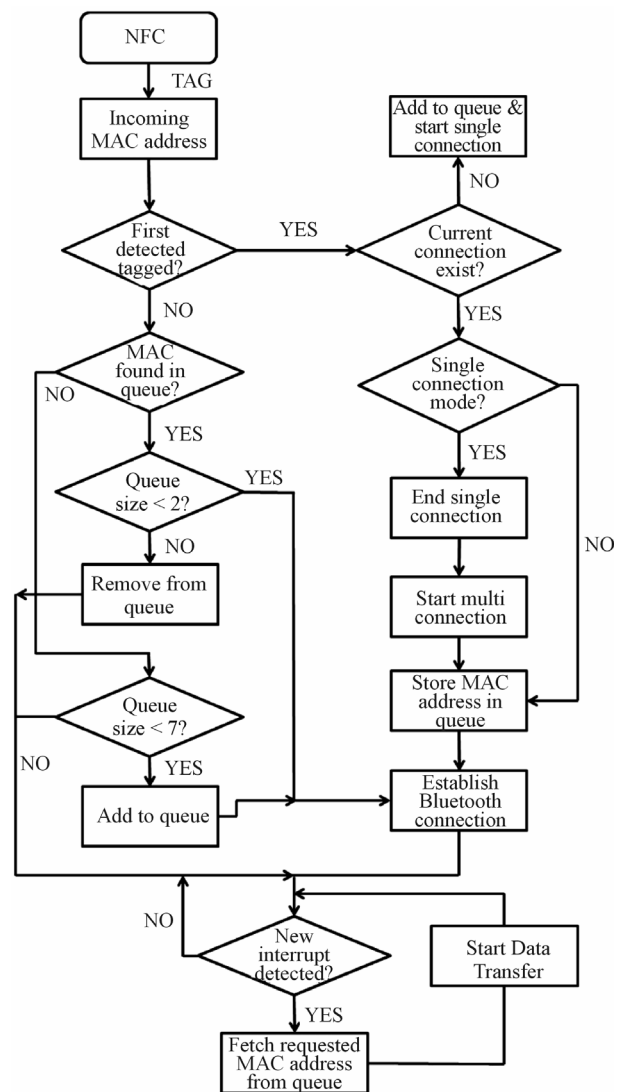 NFC
TAG
Incoming
MAC address
Add to queue &
start single
connection
NO
First
detected
tagged?
YES
Current
connection
exist?
NO
YES
MAC
found in
queue?
NO
Single
connection
mode?
YES
YES
Queue
size < 2?
YES
End single
connection
NO
NO
Remove from
queue
Start multi
connection
Store MAC
address in
queue
Queue
size < 7?
NO
YES
Add to queue
Establish
Bluetooth
connection
NO
New
interrupt
detected?
Start Data
Transfer
YES
Fetch requested
MAC address
from queue